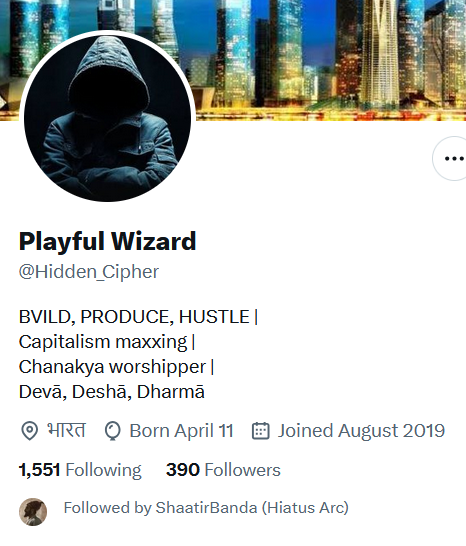 Playful Wizard
@Hidden_Cipher
BVILD, PRODUCE, HUSTLE |
Capitalism maxxing |
Chanakya worshipper |
Devā, Deshā, Dharmā
भारत Born April 11 Joined August 2019
1,551 Following 390 Followers
Followed by ShaatirBanda (Hiatus Arc)